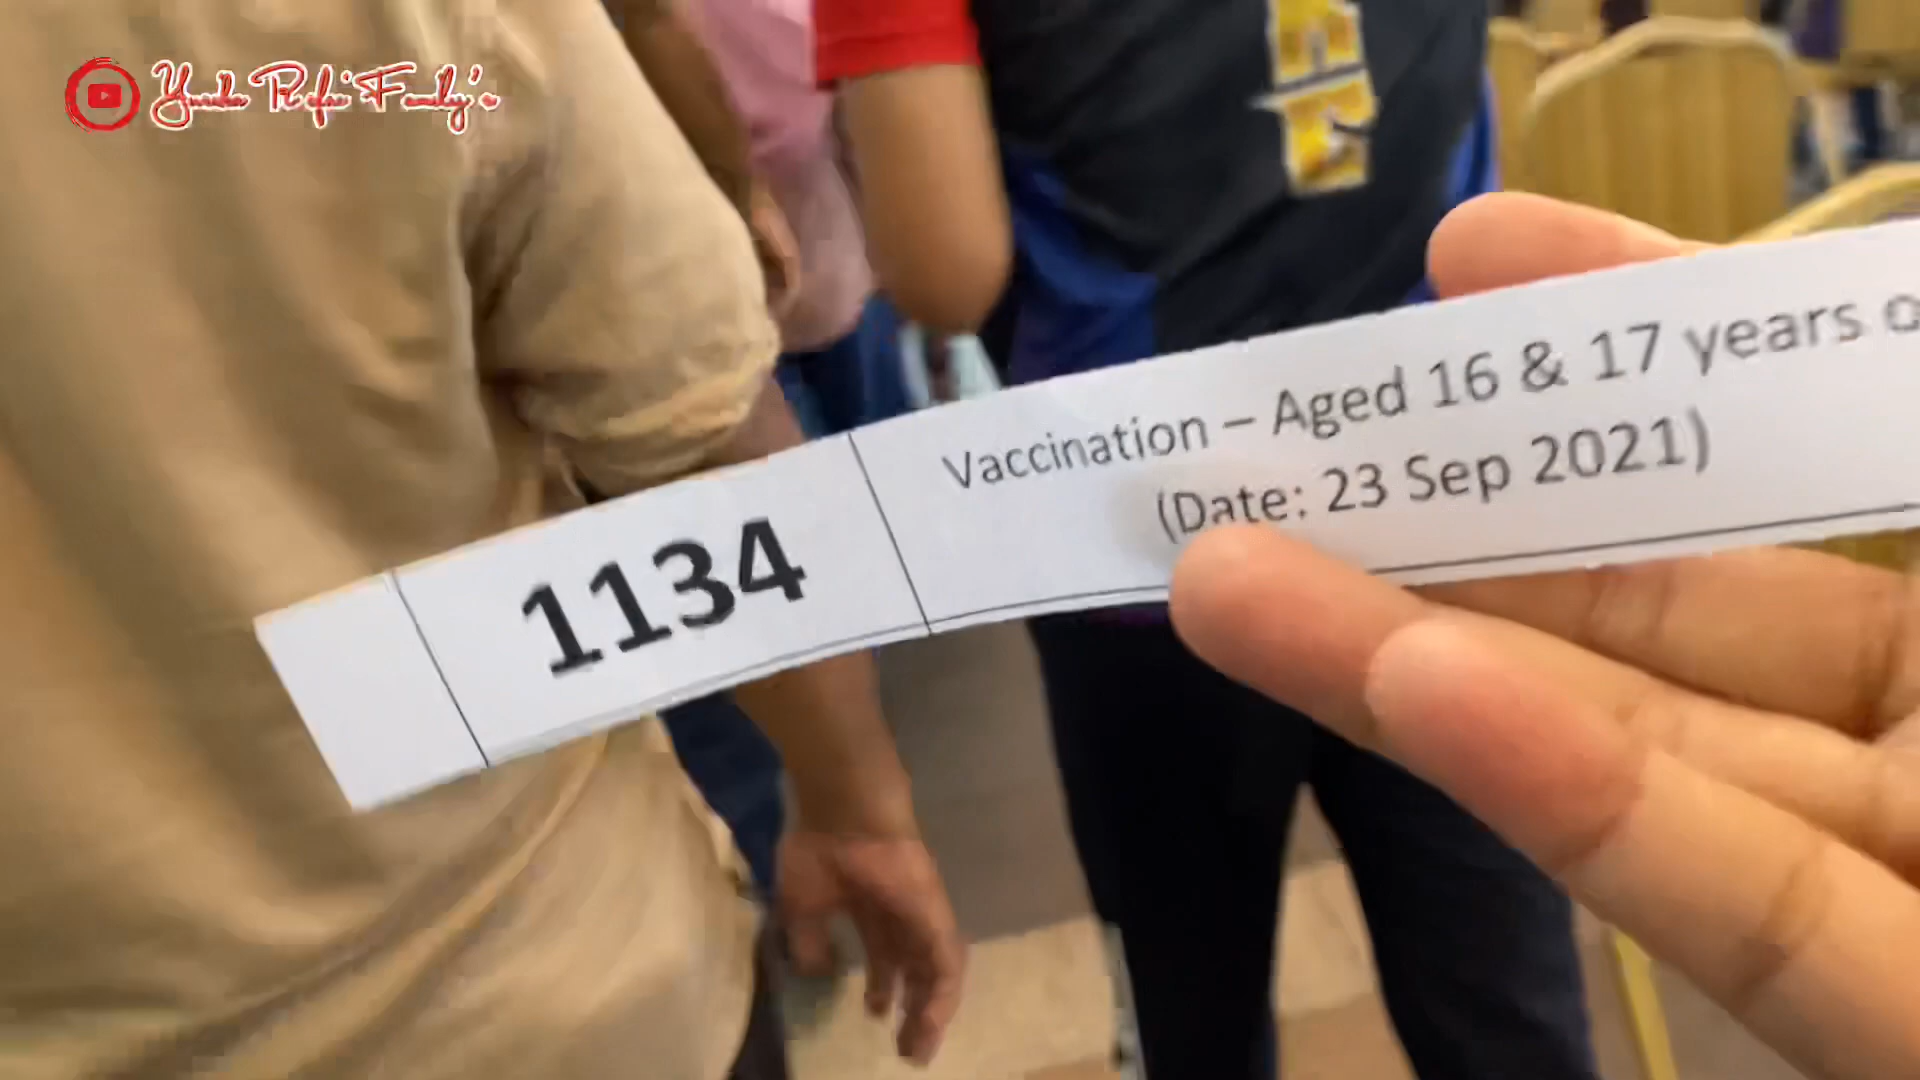 1134
Vaccination – Aged 16 & 17 years
(Date: 23 Sep 2021)